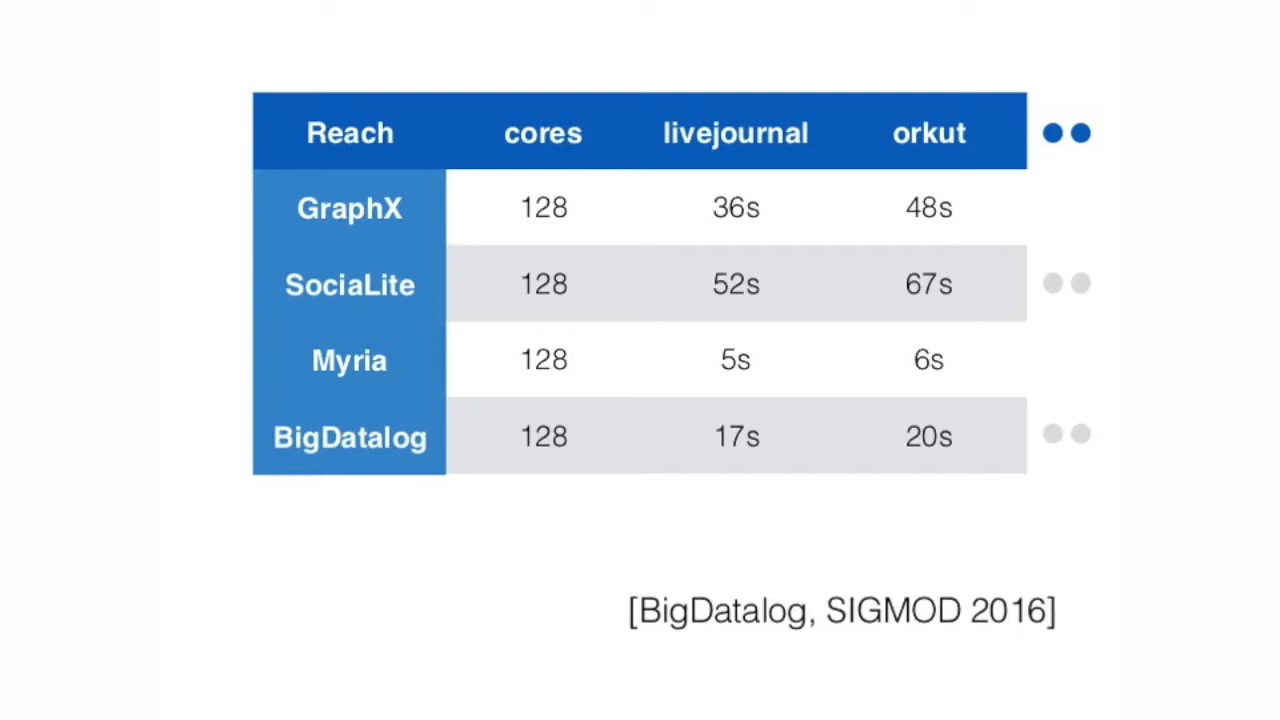 Reach cores livejournal orkut
GraphX 128 36s 48s
SociaLite 128 52s 67s
Myria 128 5s 6s
BigDatalog 128 17s 20s
[BigDatalog, SIGMOD 2016]